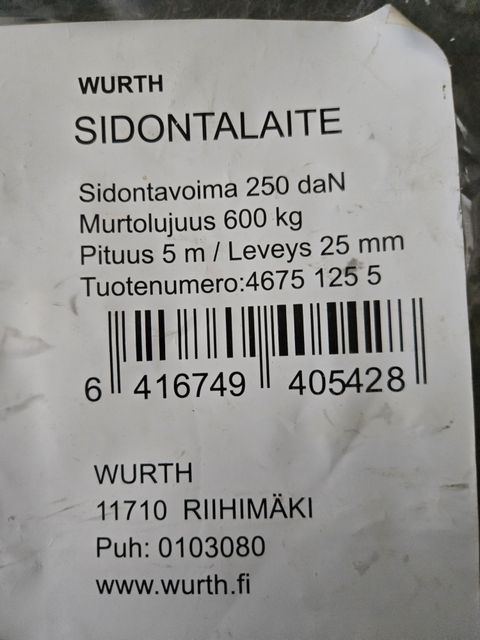 WURTH
SIDONTALAITE
Sidontavoima 250 daN
Murtolujuus 600 kg
Pituus 5 m / Leveys 25 mm
Tuotenumero:4675 125 5
6 416749 405428
WURTH
11710 RIIHIMÄKI
Puh: 0103080
www.wurth.fi